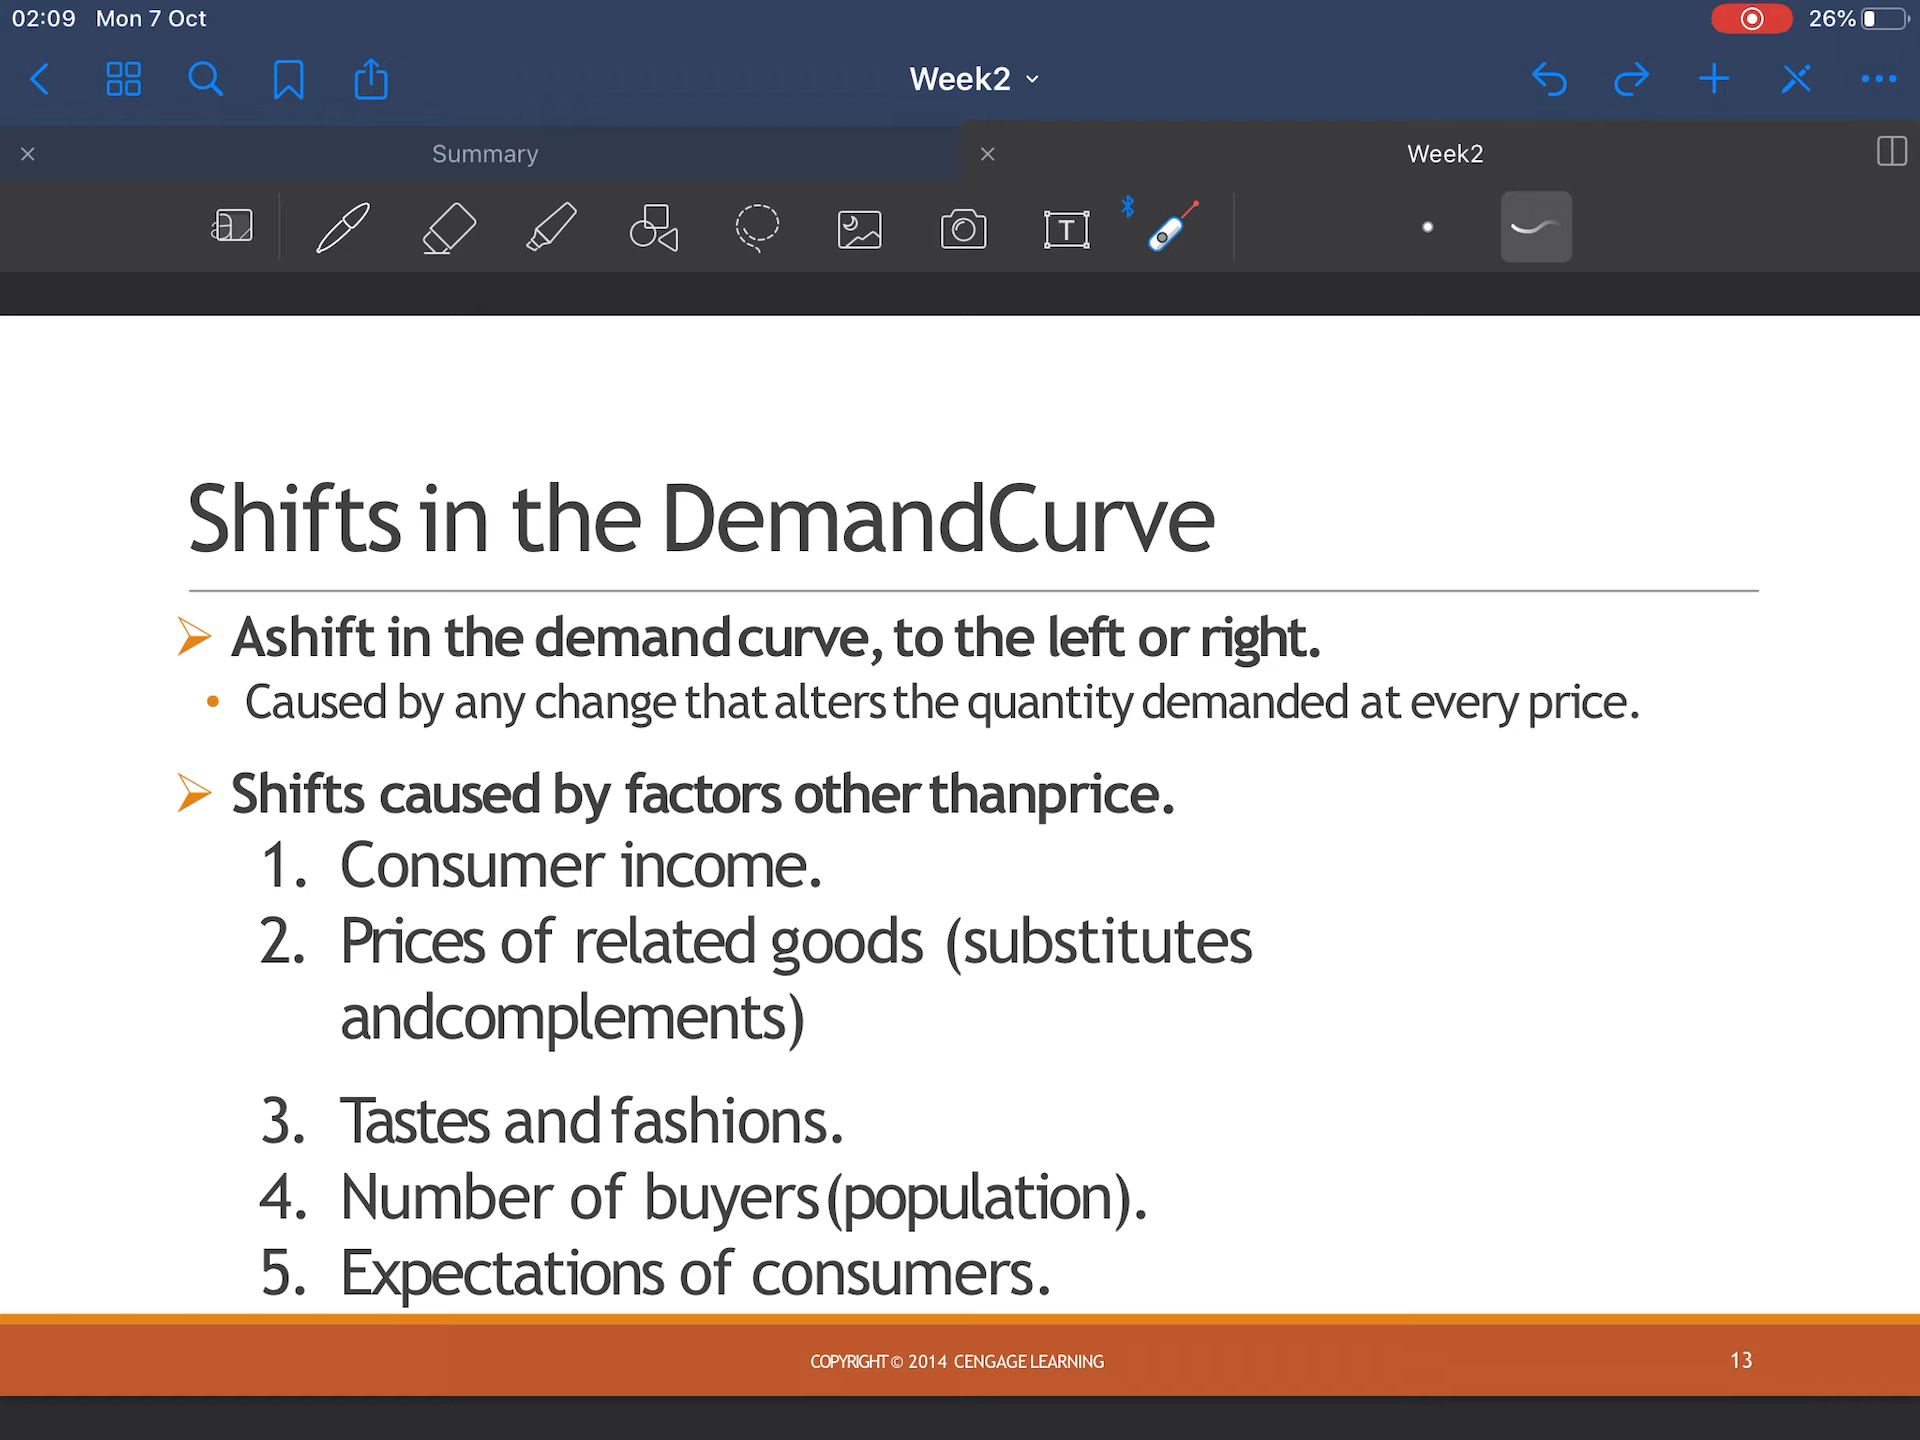 02:09 Mon 7 Oct
26%
Week2
Summary
Week2
T
Shifts in the DemandCurve
Ashift in the demand curve, to the left or right.
• Caused by any change that alters the quantity demanded at every price.
Shifts caused by factors other thanprice.
1. Consumer income.
2. Prices of related goods (substitutes
andcomplements)
3. Tastes and fashions.
4. Number of buyers (population).
5. Expectations of consumers.
COPYRIGHT © 2014 CENGAGE LEARNING
13